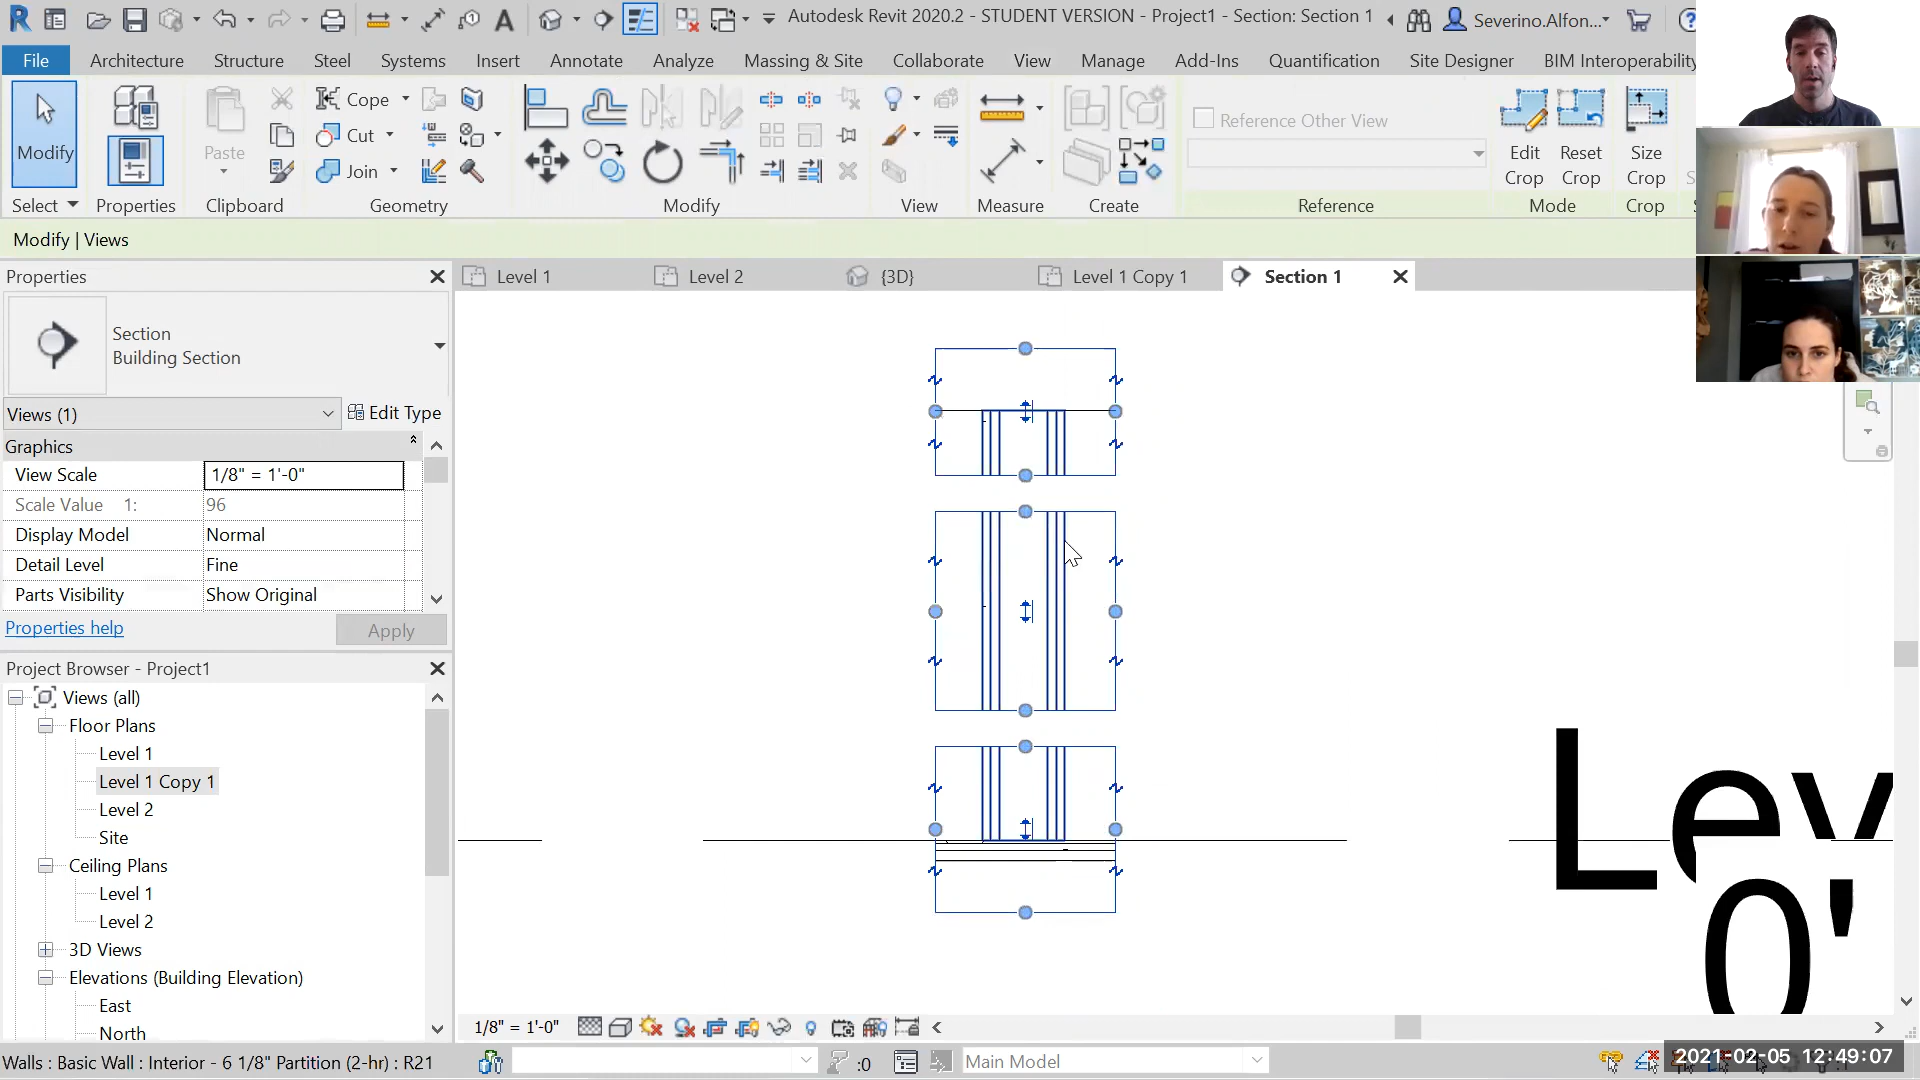 Autodesk Revit 2020.2 - STUDENT VERSION - Project1 - Section: Section 1
Severino.Alfon...
File
Architecture
Structure
Steel
Systems
Insert
Annotate
Analyze
Massing & Site
Collaborate
View
Manage
Add-Ins
Quantification
Site Designer
BIM Interoperability
Modify
Paste
Cope
Cut
Join
Reference Other View
Edit
Crop
Reset
Crop
Size
Crop
Select
Properties
Clipboard
Geometry
Modify
View
Measure
Create
Reference
Mode
Crop
Modify | Views
Properties
Level 1
Level 2
{3D}
Level 1 Copy 1
Section 1
Section
Building Section
Views (1)
Edit Type
Graphics
View Scale
1/8" = 1'-0"
Scale Value 1:
96
Display Model
Normal
Detail Level
Fine
Parts Visibility
Show Original
Properties help
Apply
Project Browser - Project1
Views (all)
Floor Plans
Level 1
Level 1 Copy 1
Level 2
Site
Ceiling Plans
Level 1
Level 2
3D Views
Elevations (Building Elevation)
East
North
Lev
0'
1/8" = 1'-0"
Walls : Basic Wall : Interior - 6 1/8" Partition (2-hr) : R21
:0
Main Model
2021-02-05 12:49:07